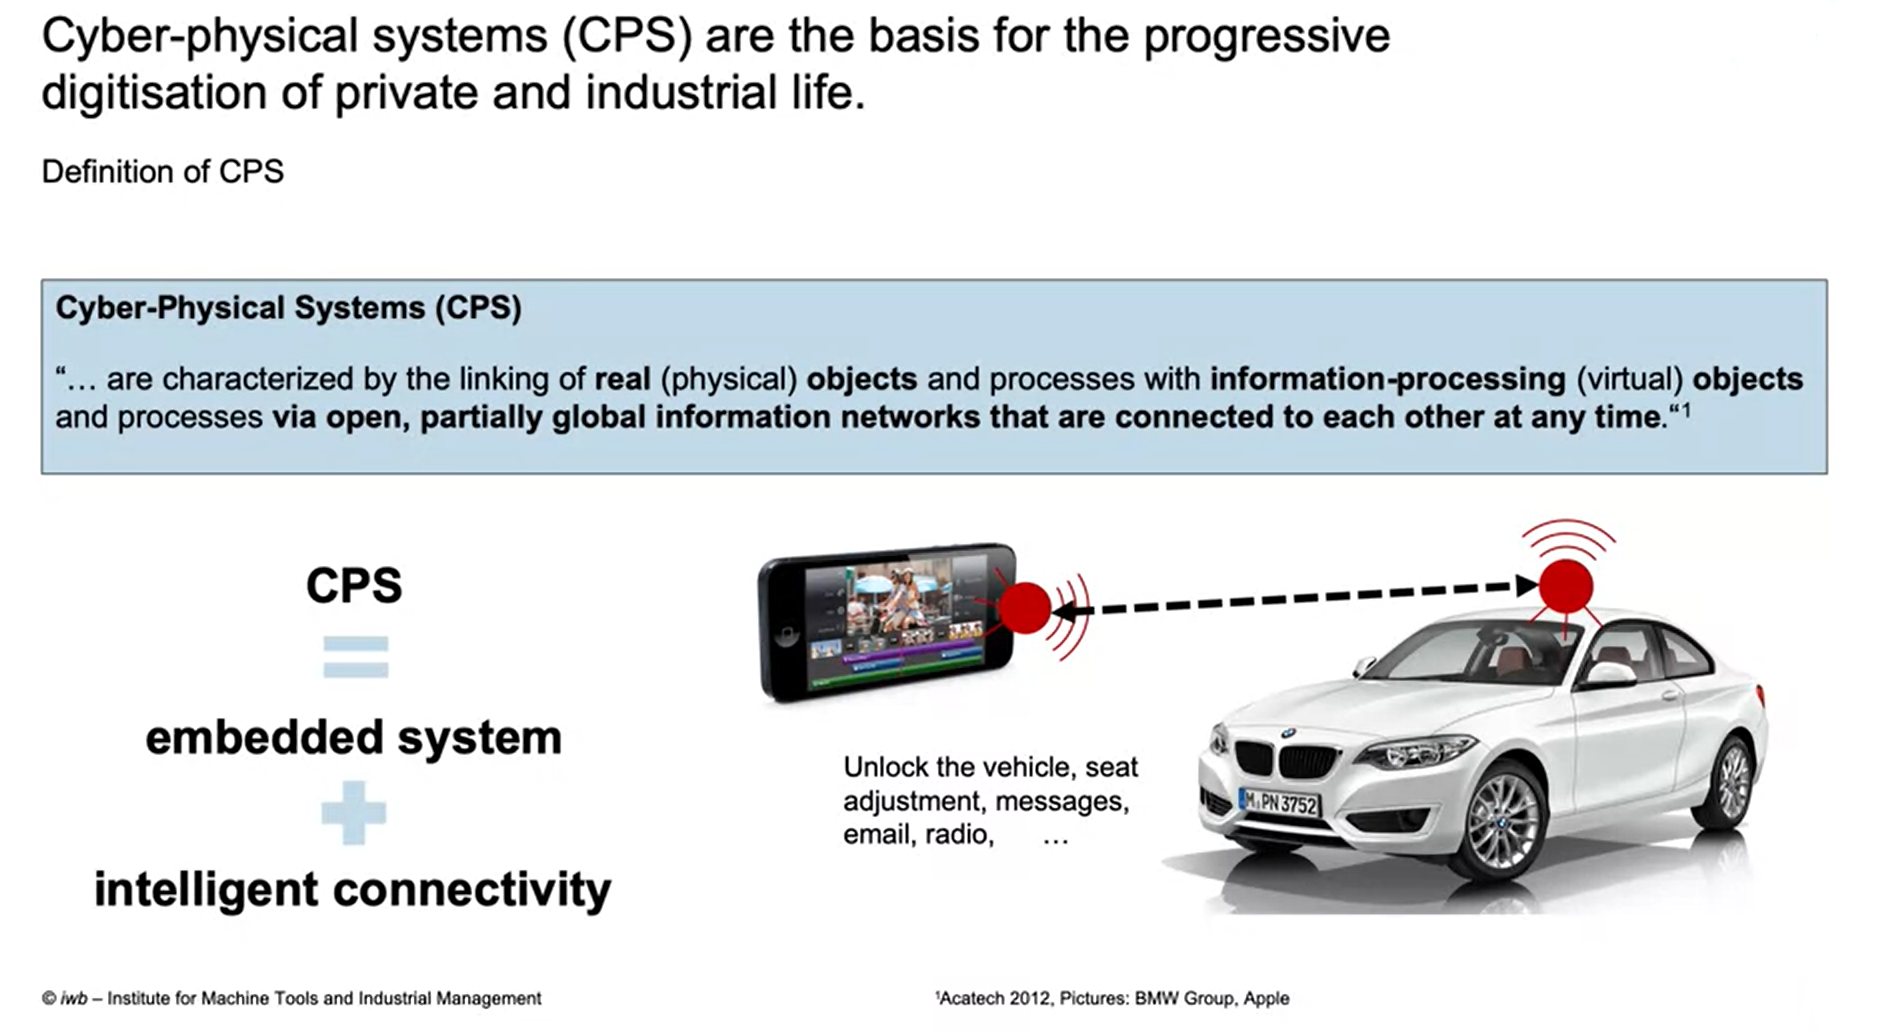 Cyber-physical systems (CPS) are the basis for the progressive
digitisation of private and industrial life.
Definition of CPS
Cyber-Physical Systems (CPS)
“… are characterized by the linking of real (physical) objects and processes with information-processing (virtual) objects
and processes via open, partially global information networks that are connected to each other at any time.“¹
CPS
=
embedded system
+
intelligent connectivity
Unlock the vehicle, seat
adjustment, messages,
email, radio, …
M PN 3752
© iwb – Institute for Machine Tools and Industrial Management
¹Acatech 2012, Pictures: BMW Group, Apple